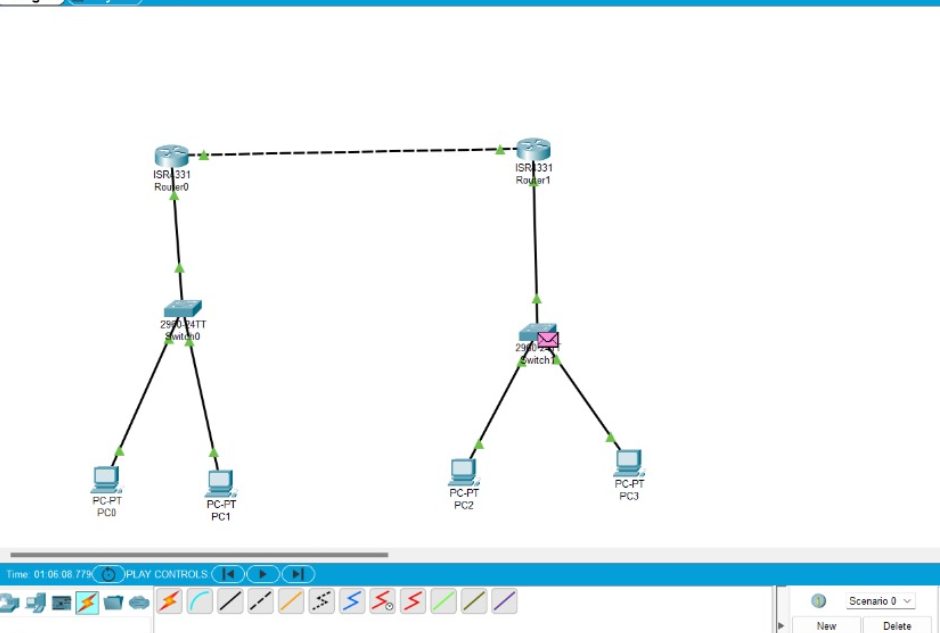 ISR4331
Router0
ISR4331
Router1
2960-24TT
Switch0
2960-24TT
Switch1
PC-PT
PC0
PC-PT
PC1
PC-PT
PC2
PC-PT
PC3
Time: 01:06:08.779
PLAY CONTROLS:
Scenario 0
New
Delete